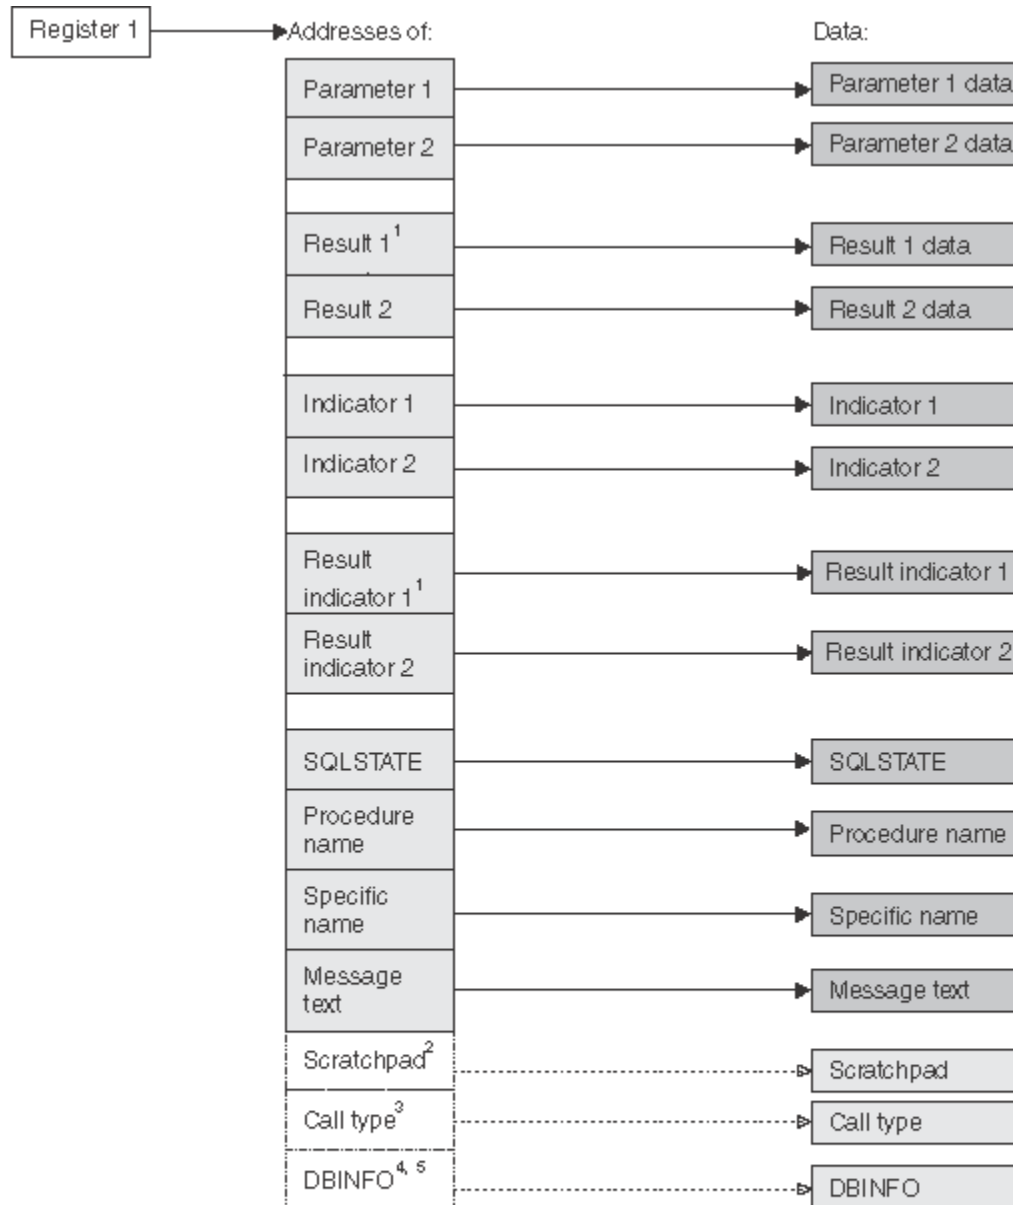 Register 1
Addresses of:
Data:
Parameter 1
Parameter 1 data
Parameter 2
Parameter 2 data
Result 1¹
Result 1 data
Result 2
Result 2 data
Indicator 1
Indicator 1
Indicator 2
Indicator 2
Result
indicator 1¹
Result indicator 1
Result
indicator 2
Result indicator 2
SQLSTATE
SQLSTATE
Procedure
name
Procedure name
Specific
name
Specific name
Message
text
Message text
Scratchpad²
Scratchpad
Call type³
Call type
DBINFO⁴, ⁵
DBINFO